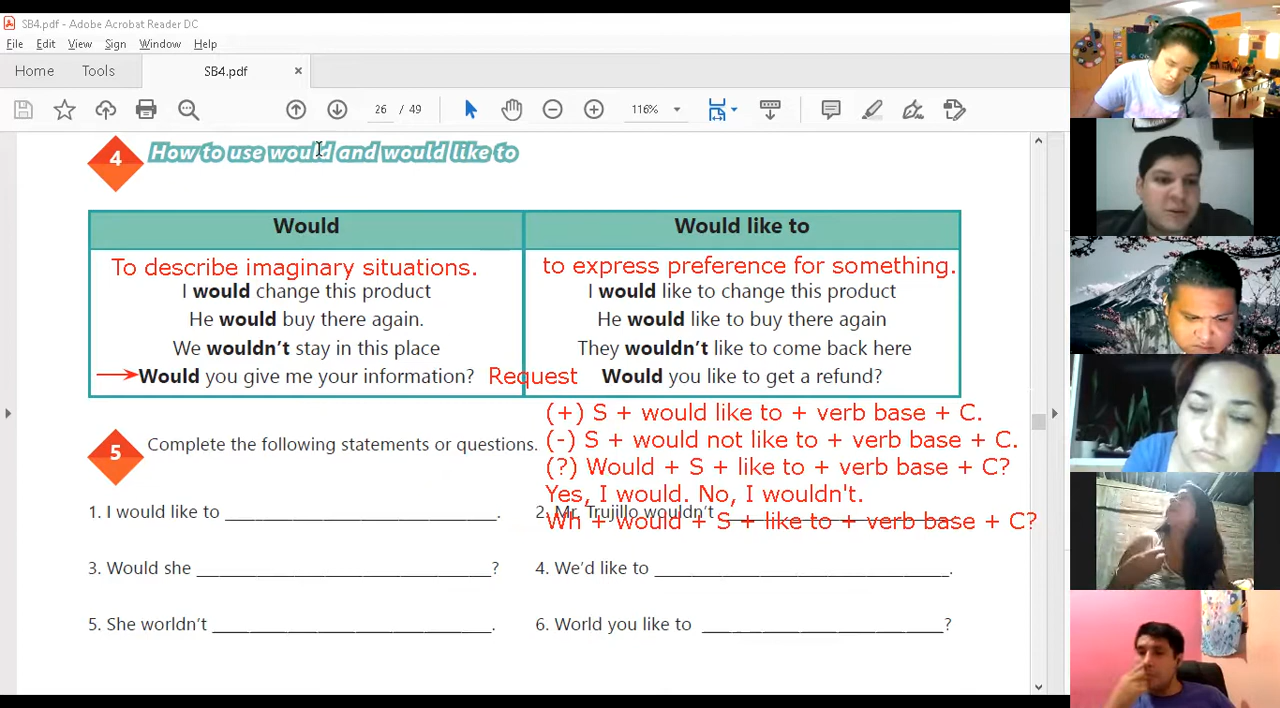 SB4.pdf - Adobe Acrobat Reader DC
File Edit View Sign Window Help
Home Tools SB4.pdf ×
26 / 49 116%
4 How to use would and would like to
Would Would like to
To describe imaginary situations. to express preference for something.
I would change this product I would like to change this product
He would buy there again. He would like to buy there again
We wouldn't stay in this place They wouldn't like to come back here
Would you give me your information? Request Would you like to get a refund?
(+) S + would like to + verb base + C.
5 Complete the following statements or questions. (-) S + would not like to + verb base + C.
(?) Would + S + like to + verb base + C?
Yes, I would. No, I wouldn't.
1. I would like to ______________________________. 2. Mr. Trujillo wouldn't ______________________
Wh + would + S + like to + verb base + C?
3. Would she ________________________________? 4. We'd like to ________________________________.
5. She worldn't ______________________________. 6. World you like to __________________________?